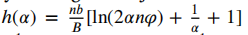 h(α) = nb/B [ln(2αnφ) + 1/α + 1]